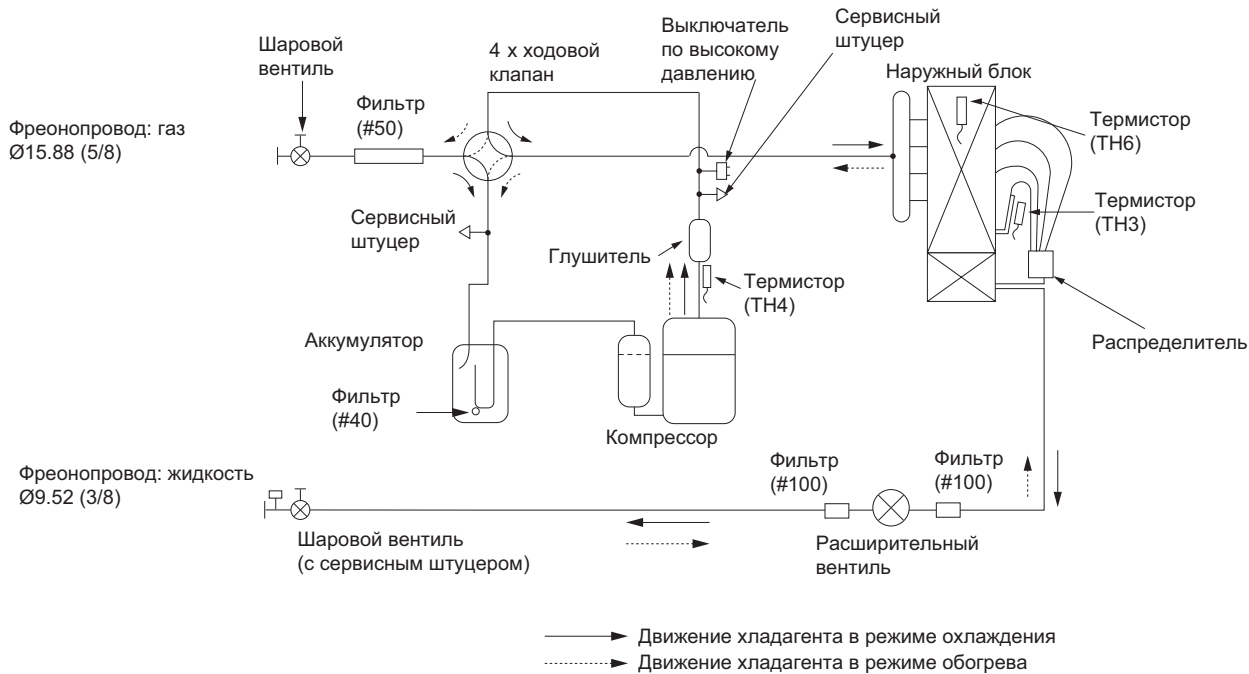 Шаровой
вентиль
4 х ходовой
клапан
Выключатель
по высокому
давлению
Сервисный
штуцер
Наружный блок
Фильтр
(#50)
Фреонопровод: газ
Ø15.88 (5/8)
Термистор
(TH6)
Термистор
(TH3)
Сервисный
штуцер
Глушитель
Термистор
(TH4)
Аккумулятор
Распределитель
Фильтр
(#40)
Компрессор
Фреонопровод: жидкость
Ø9.52 (3/8)
Фильтр
(#100)
Фильтр
(#100)
Шаровой вентиль
(с сервисным штуцером)
Расширительный
вентиль
Движение хладагента в режиме охлаждения
Движение хладагента в режиме обогрева